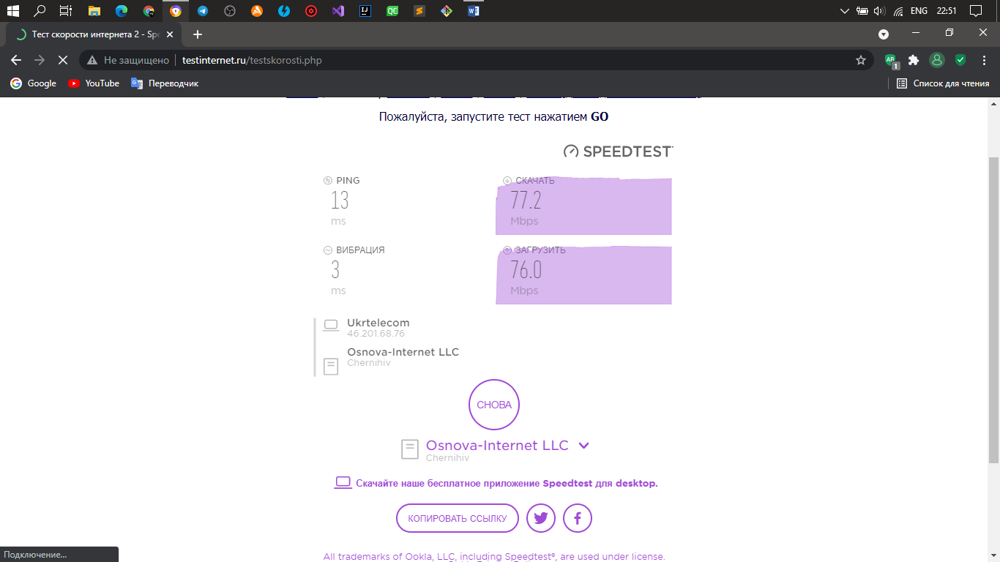 ENG 22:51
Тест скорости интернета 2 - Spe
Не защищено testinternet.ru/testskorosti.php
Google YouTube Переводчик Список для чтения
Пожалуйста, запустите тест нажатием GO
SPEEDTEST
PING
13
ms
СКАЧАТЬ
77.2
Mbps
ВИБРАЦИЯ
3
ms
ЗАГРУЗИТЬ
76.0
Mbps
Ukrtelecom
46.201.68.76
Osnova-Internet LLC
Chernihiv
СНОВА
Osnova-Internet LLC
Chernihiv
Скачайте наше бесплатное приложение Speedtest для desktop.
КОПИРОВАТЬ ССЫЛКУ
Подключение...
All trademarks of Ookla, LLC, including Speedtest®, are used under license.